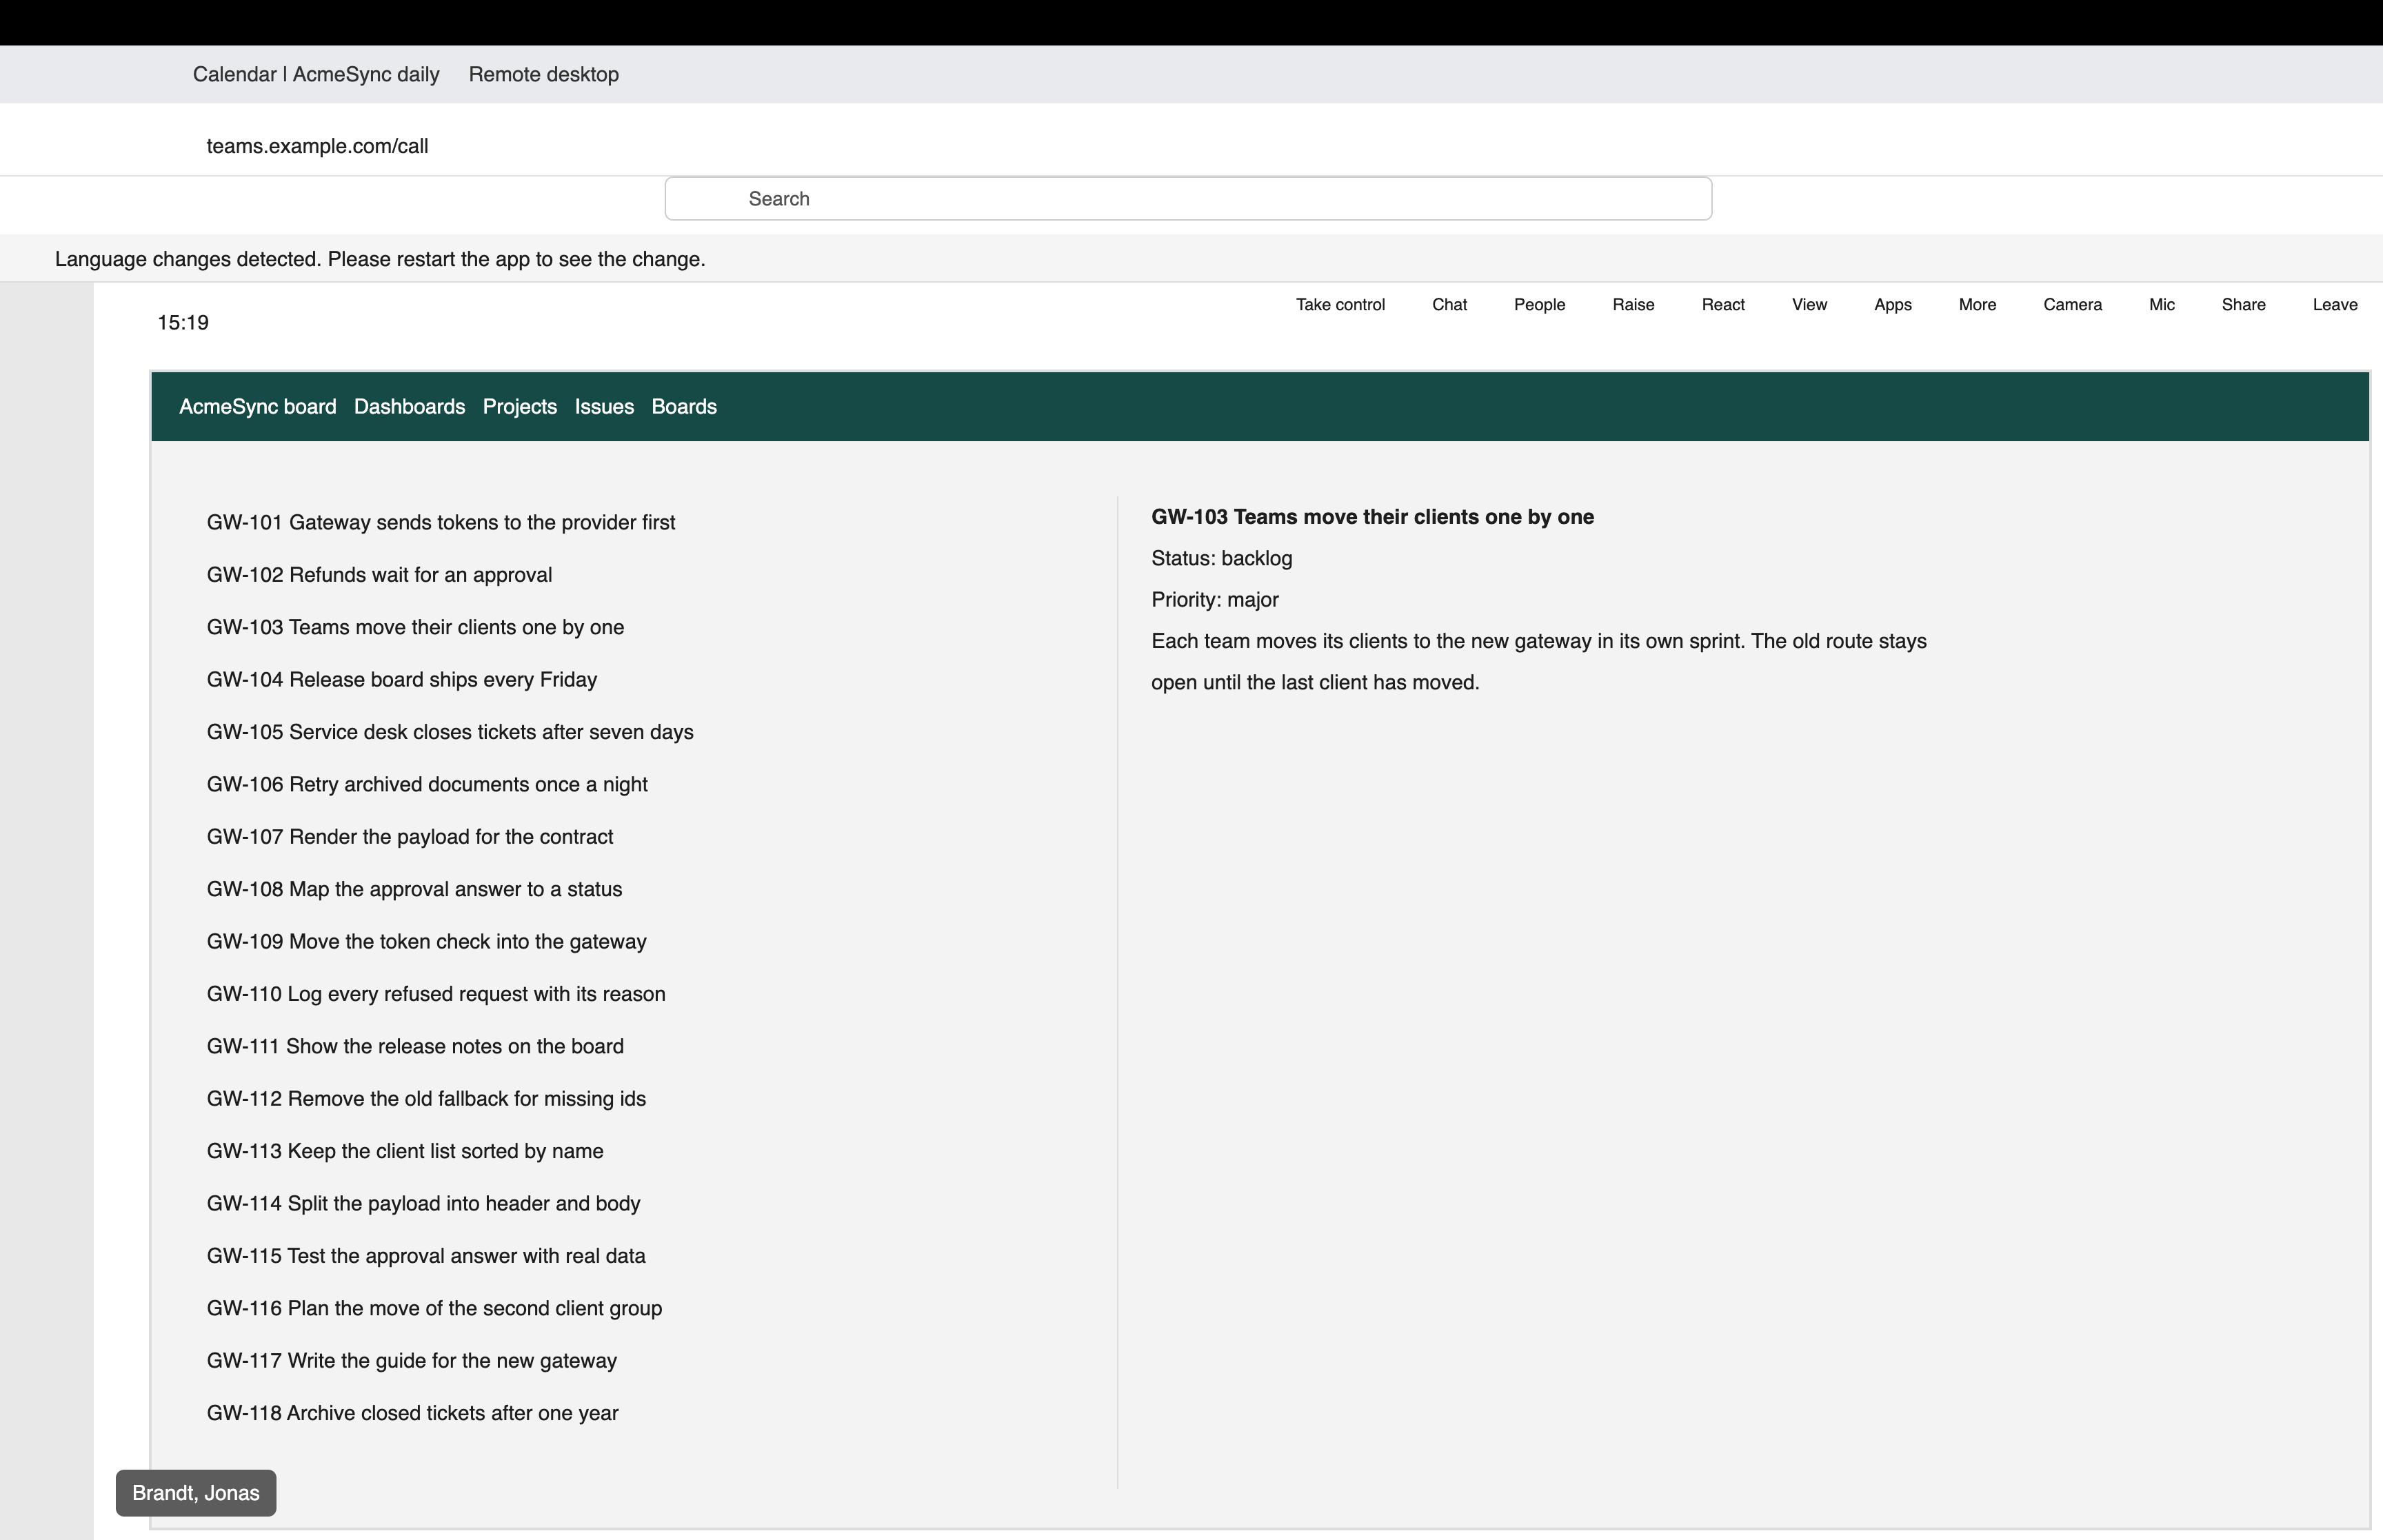 Calendar | AcmeSync daily Remote desktop
teams.example.com/call
Search
Language changes detected. Please restart the app to see the change.
15:19
Take control Chat People Raise React View Apps More Camera Mic Share Leave
AcmeSync board Dashboards Projects Issues Boards
GW-101 Gateway sends tokens to the provider first
GW-102 Refunds wait for an approval
GW-103 Teams move their clients one by one
GW-104 Release board ships every Friday
GW-105 Service desk closes tickets after seven days
GW-106 Retry archived documents once a night
GW-107 Render the payload for the contract
GW-108 Map the approval answer to a status
GW-109 Move the token check into the gateway
GW-110 Log every refused request with its reason
GW-111 Show the release notes on the board
GW-112 Remove the old fallback for missing ids
GW-113 Keep the client list sorted by name
GW-114 Split the payload into header and body
GW-115 Test the approval answer with real data
GW-116 Plan the move of the second client group
GW-117 Write the guide for the new gateway
GW-118 Archive closed tickets after one year
GW-103 Teams move their clients one by one
Status: backlog
Priority: major
Each team moves its clients to the new gateway in its own sprint. The old route stays
open until the last client has moved.
Brandt, Jonas